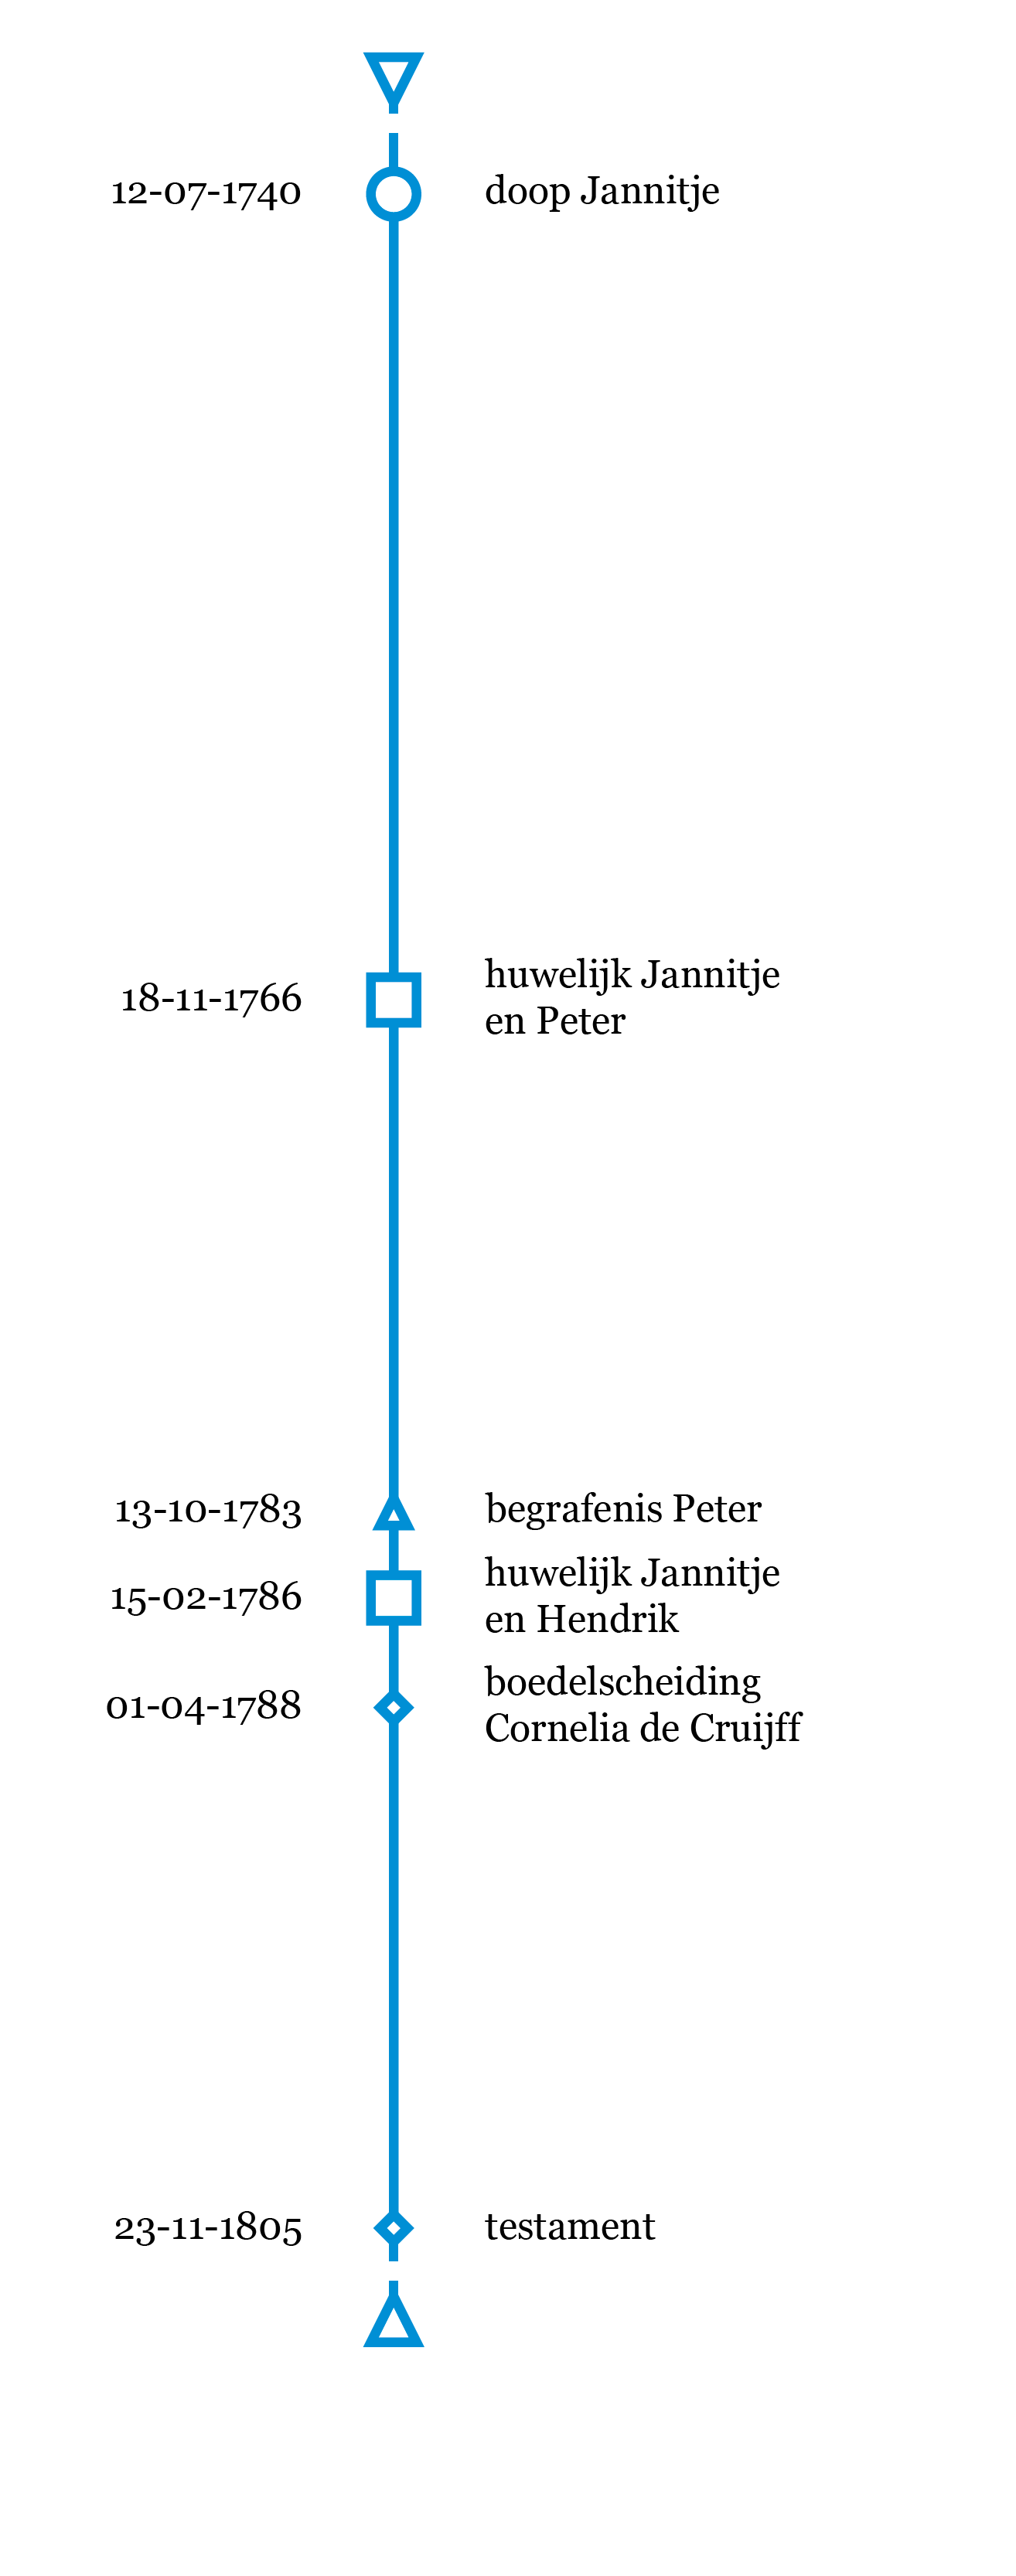 12-07-1740 doop Jannitje
18-11-1766 huwelijk Jannitje
en Peter
13-10-1783 begrafenis Peter
15-02-1786 huwelijk Jannitje
en Hendrik
01-04-1788 boedelscheiding
Cornelia de Cruijff
23-11-1805 testament